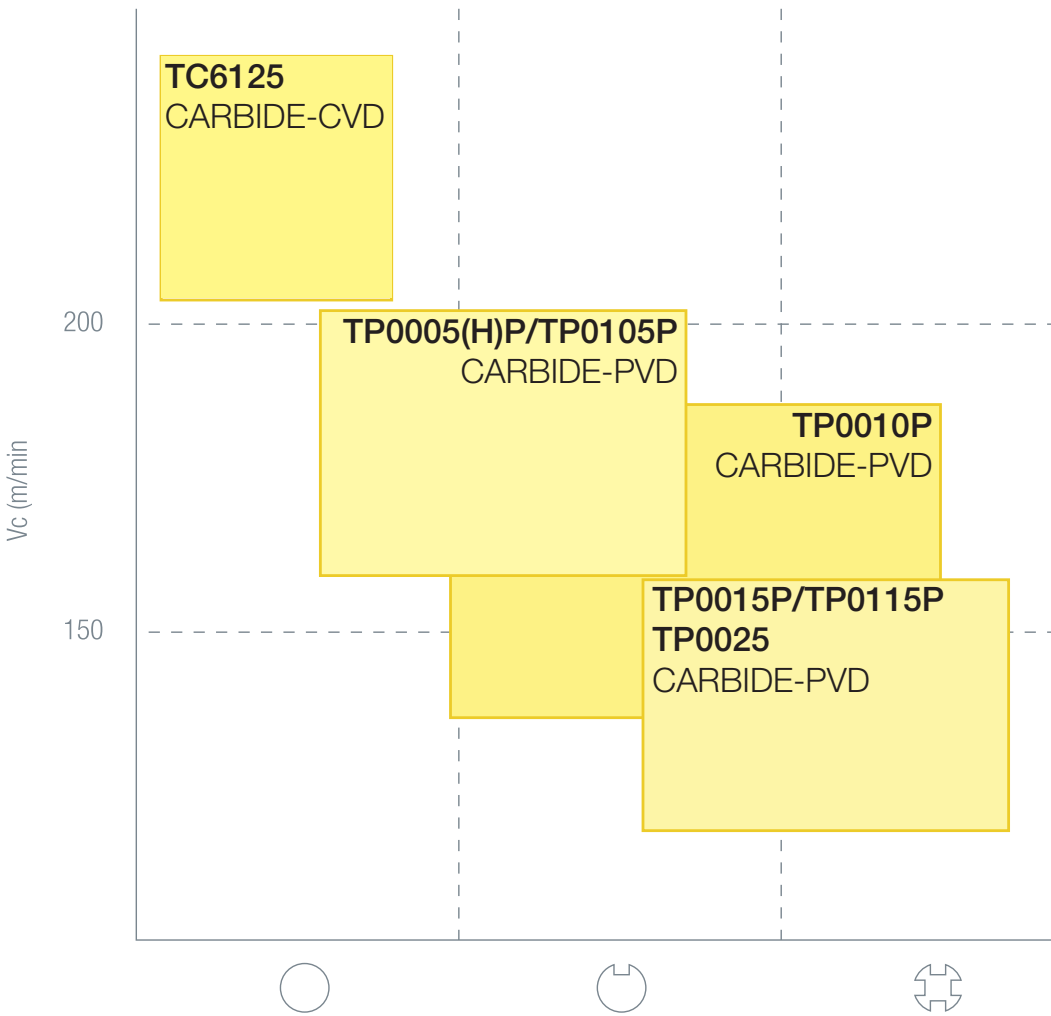 TC6125
CARBIDE-CVD
200
TP0005(H)P/TP0105P
CARBIDE-PVD
TP0010P
CARBIDE-PVD
Vc (m/min
TP0015P/TP0115P
150
TP0025
CARBIDE-PVD